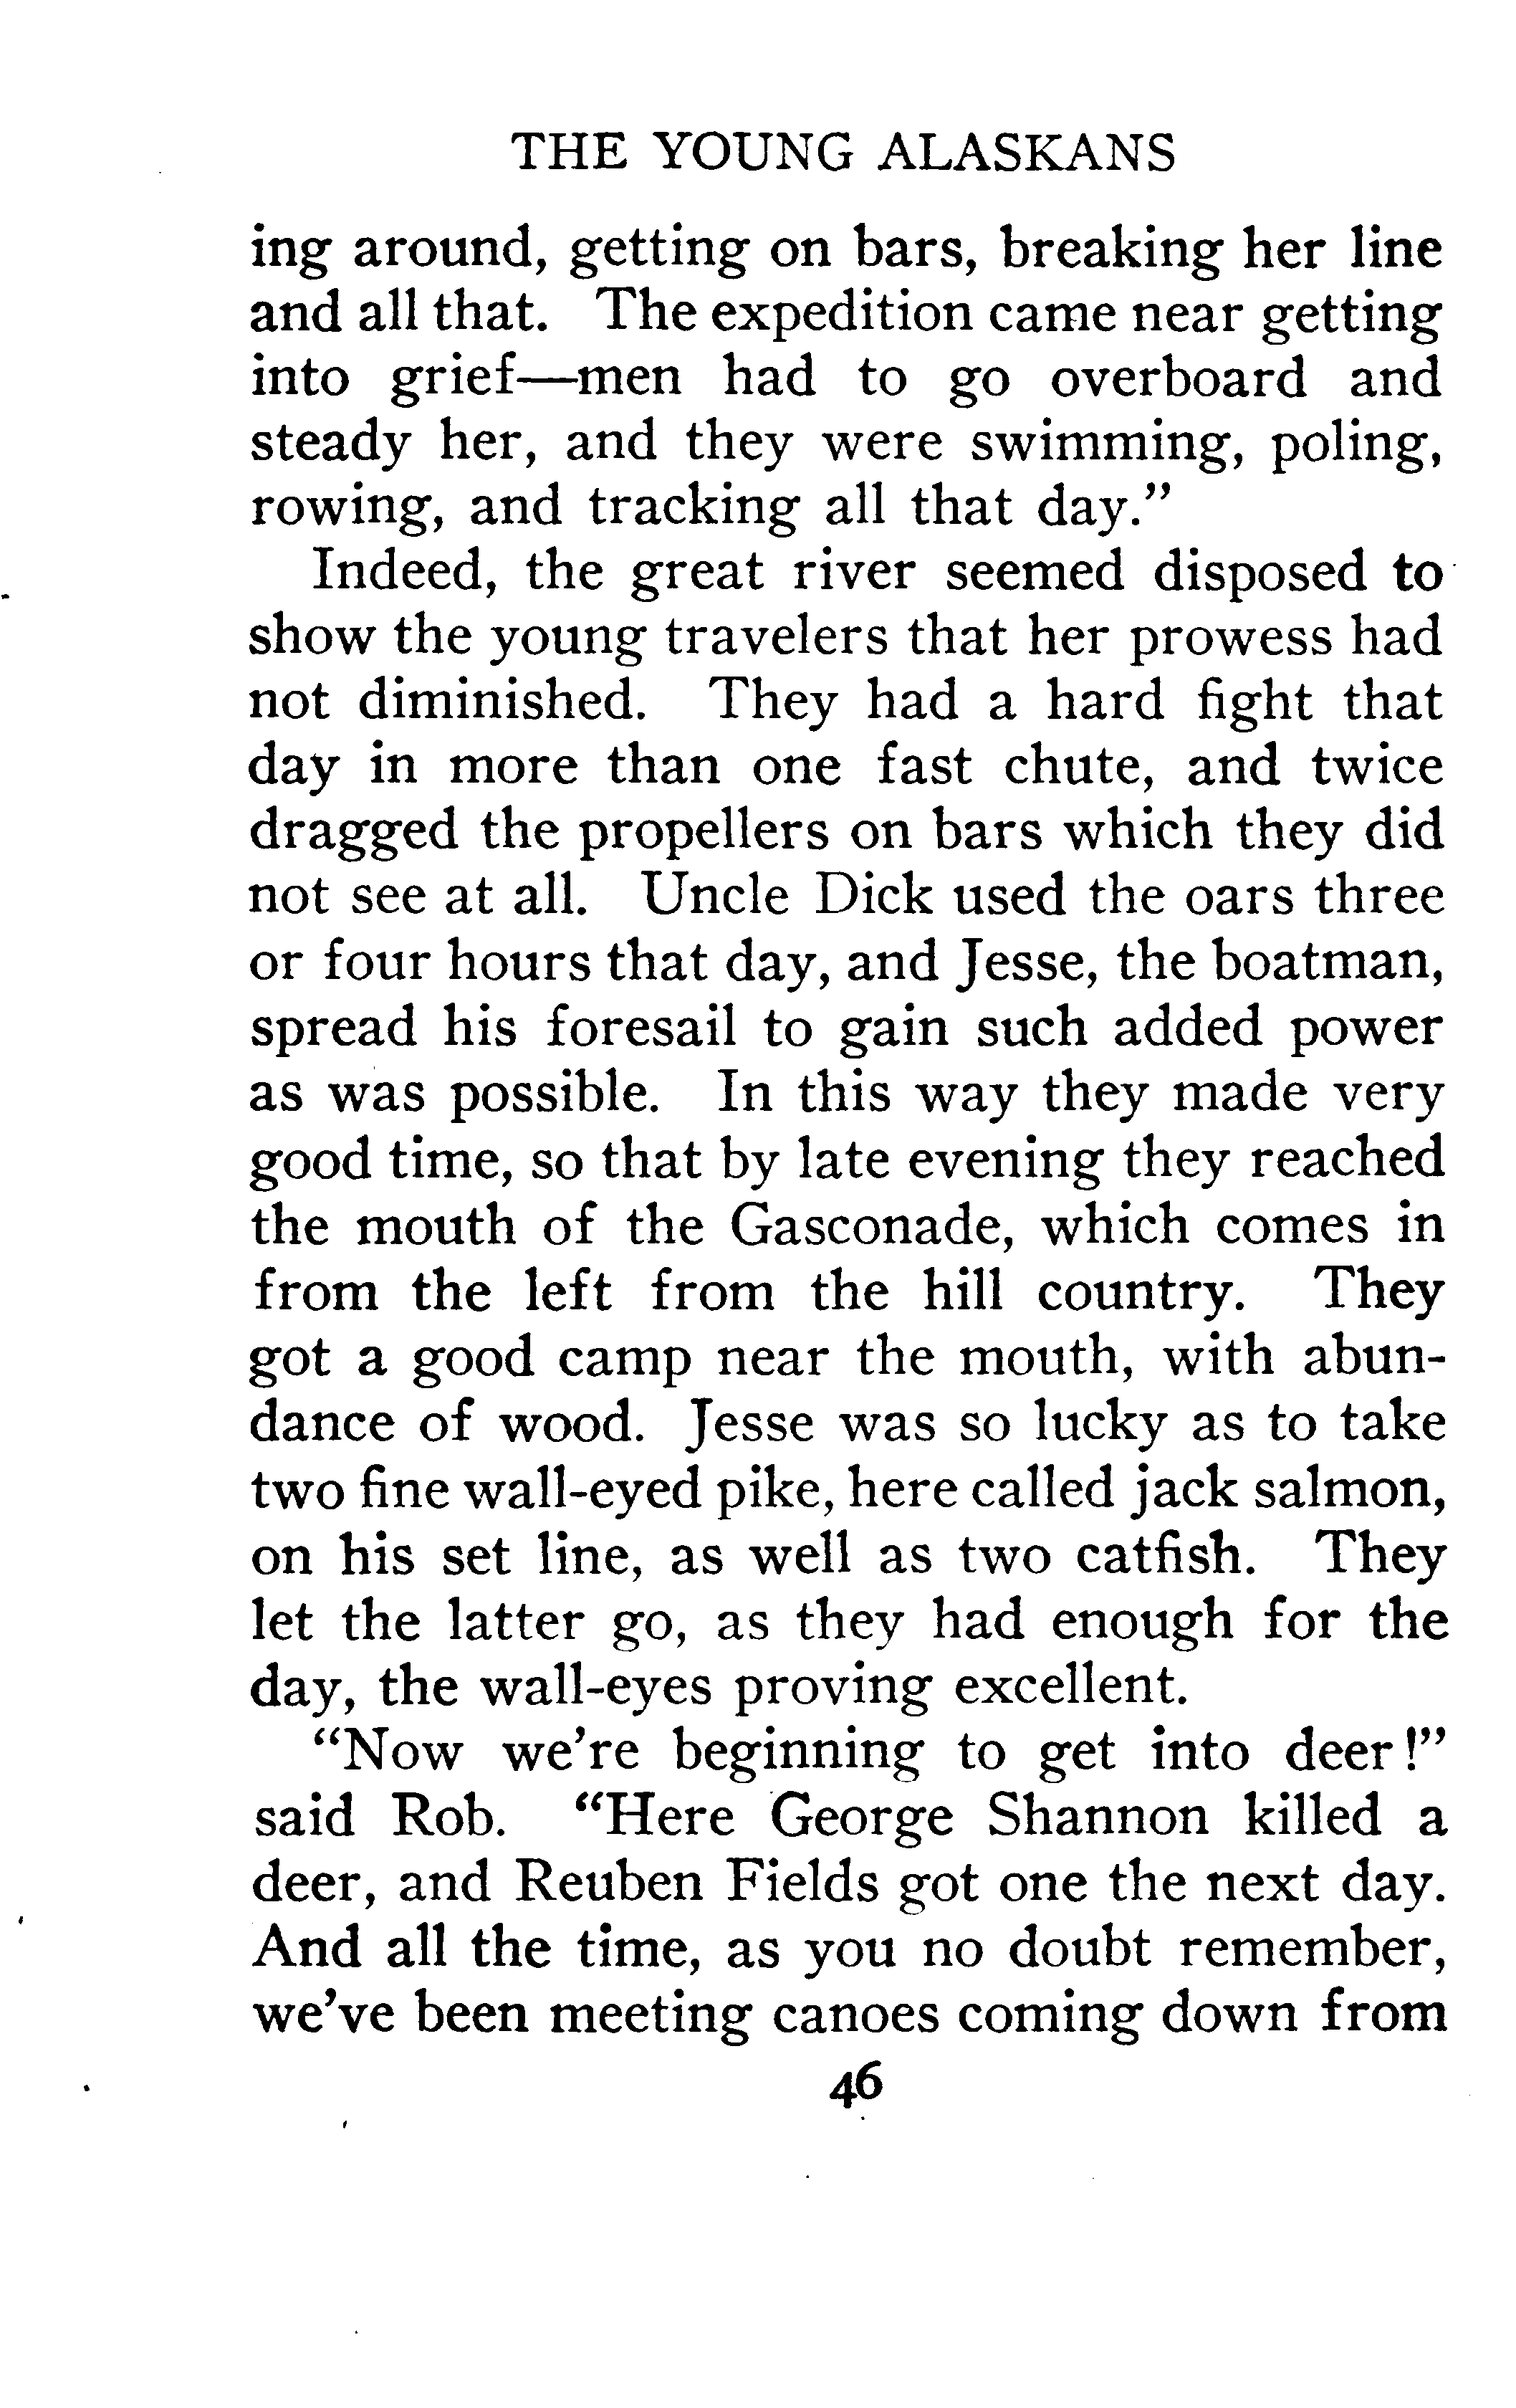 THE YOUNG ALASKANS
ing around, getting on bars, breaking her line
and all that. The expedition came near getting
into grief—men had to go overboard and
steady her, and they were swimming, poling,
rowing, and tracking all that day.”
Indeed, the great river seemed disposed to
show the young travelers that her prowess had
not diminished. They had a hard fight that
day in more than one fast chute, and twice
dragged the propellers on bars which they did
not see at all. Uncle Dick used the oars three
or four hours that day, and Jesse, the boatman,
spread his foresail to gain such added power
as was possible. In this way they made very
good time, so that by late evening they reached
the mouth of the Gasconade, which comes in
from the left from the hill country. They
got a good camp near the mouth, with abun-
dance of wood. Jesse was so lucky as to take
two fine wall-eyed pike, here called jack salmon,
on his set line, as well as two catfish. They
let the latter go, as they had enough for the
day, the wall-eyes proving excellent.
“Now we’re beginning to get into deer!”
said Rob. “Here George Shannon killed a
deer, and Reuben Fields got one the next day.
And all the time, as you no doubt remember,
we’ve been meeting canoes coming down from
46